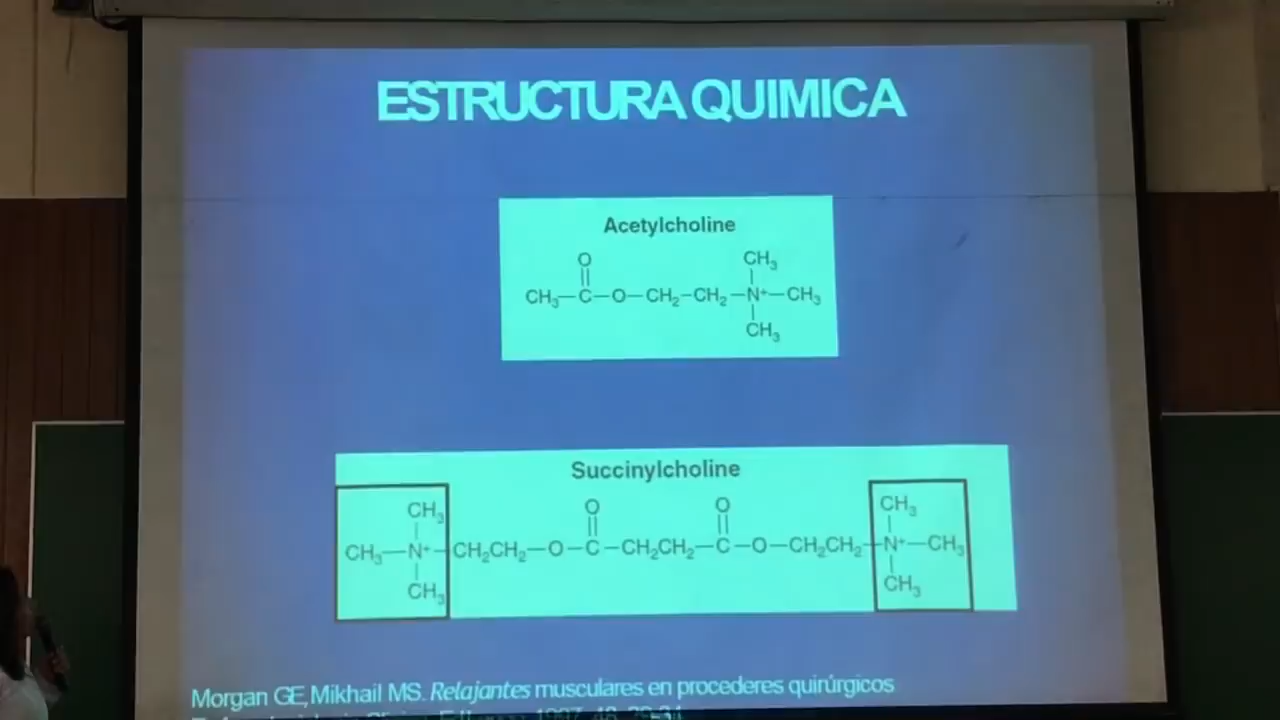 ESTRUCTURA QUIMICA
Acetylcholine
O
CH₃
||
CH₃—C—O—CH₂—CH₂—N⁺—CH₃
CH₃
Succinylcholine
CH₃
O
O
CH₃
||
||
CH₃—N⁺—CH₂CH₂—O—C—CH₂CH₂—C—O—CH₂CH₂—N⁺—CH₃
CH₃
CH₃
Morgan GE, Mikhail MS. Relajantes musculares en procederes quirúrgicos